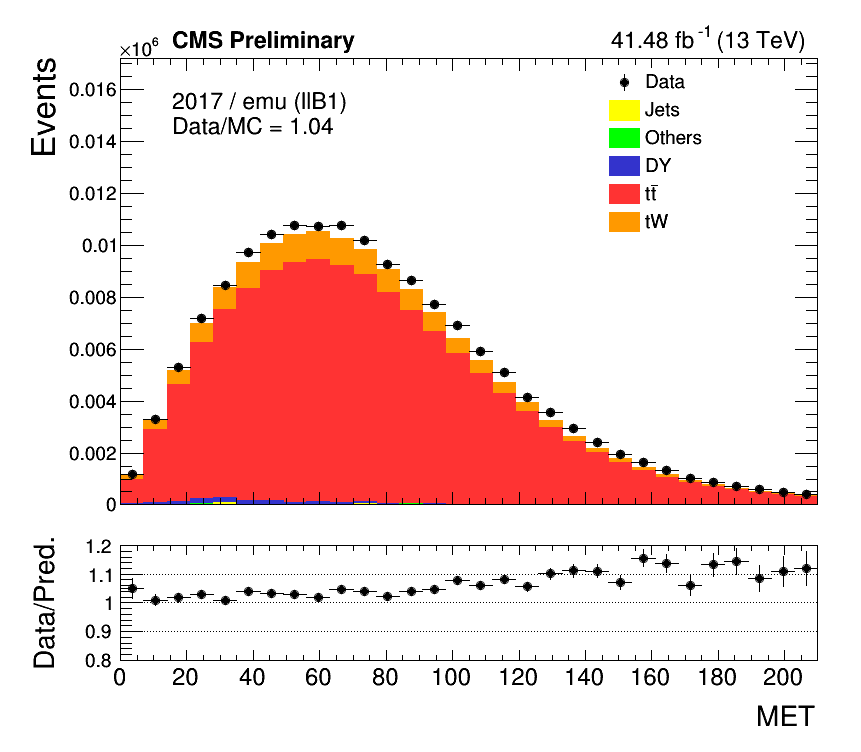 ×10⁶ CMS Preliminary 41.48 fb⁻¹ (13 TeV)
Events
2017 / emu (llB1)
Data/MC = 1.04
Data
Jets
Others
DY
tt̄
tW
0.016
0.014
0.012
0.01
0.008
0.006
0.004
0.002
0
Data/Pred.
1.2
1.1
1
0.9
0.8
0 20 40 60 80 100 120 140 160 180 200
MET